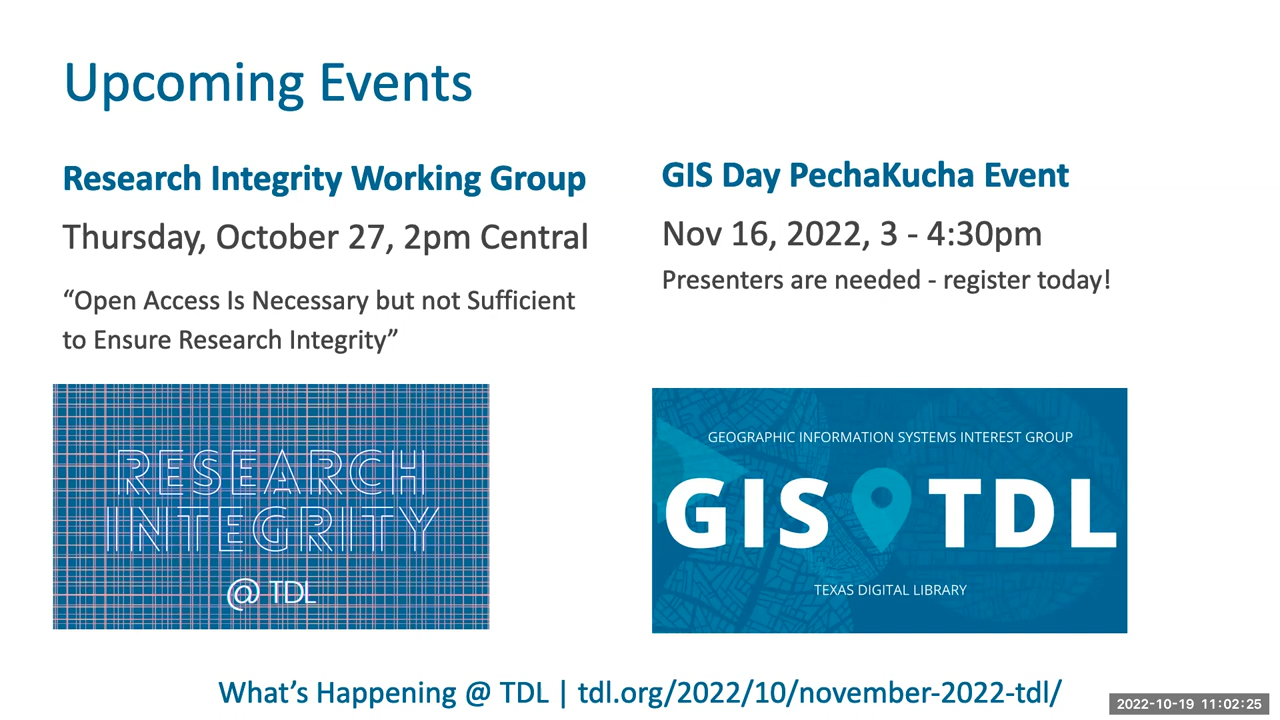 Upcoming Events
Research Integrity Working Group
Thursday, October 27, 2pm Central
“Open Access Is Necessary but not Sufficient
to Ensure Research Integrity”
RESEARCH
INTEGRITY
@ TDL
GIS Day PechaKucha Event
Nov 16, 2022, 3 - 4:30pm
Presenters are needed - register today!
GEOGRAPHIC INFORMATION SYSTEMS INTEREST GROUP
GIS TDL
TEXAS DIGITAL LIBRARY
What’s Happening @ TDL | tdl.org/2022/10/november-2022-tdl/
2022-10-19 11:02:25